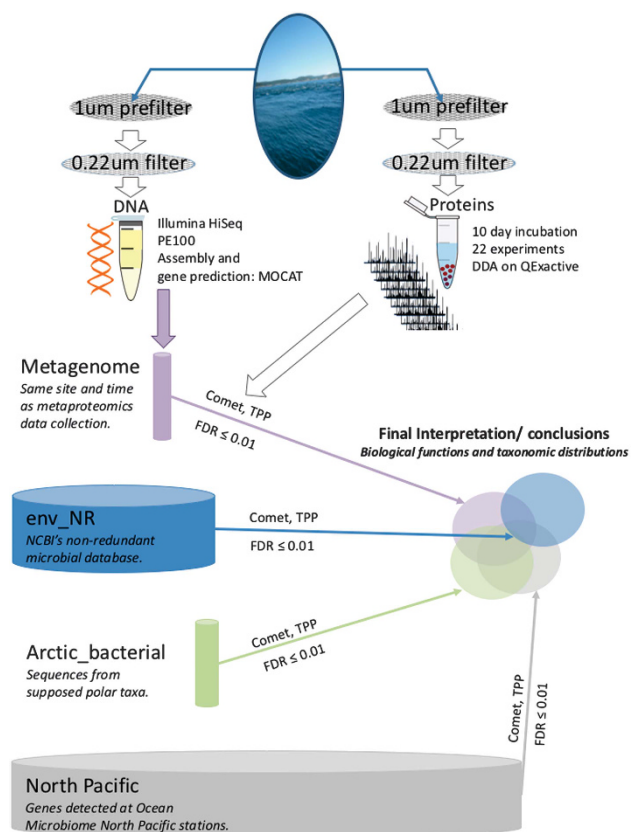 1um prefilter
0.22um filter
DNA
Illumina HiSeq
PE100
Assembly and
gene prediction: MOCAT
1um prefilter
0.22um filter
Proteins
10 day incubation
22 experiments
DDA on QExactive
Metagenome
Same site and time
as metaproteomics
data collection.
Comet, TPP
FDR ≤ 0.01
Final Interpretation/ conclusions
Biological functions and taxonomic distributions
env_NR
NCBI's non-redundant
microbial database.
Comet, TPP
FDR ≤ 0.01
Arctic_bacterial
Sequences from
supposed polar taxa.
Comet, TPP
FDR ≤ 0.01
Comet, TPP
FDR ≤ 0.01
North Pacific
Genes detected at Ocean
Microbiome North Pacific stations.